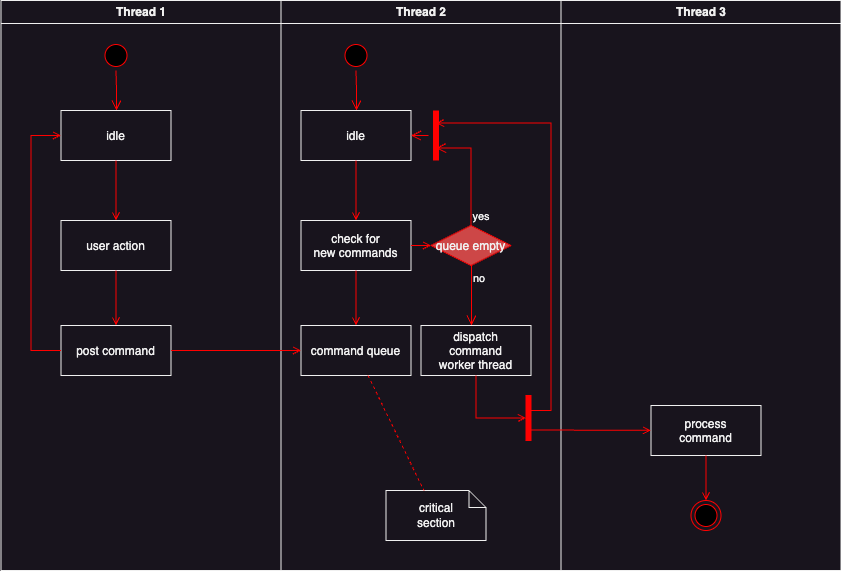 Thread 1
Thread 2
Thread 3
idle
idle
user action
check for
new commands
yes
queue empty
no
post command
command queue
dispatch
command
worker thread
process
command
critical
section